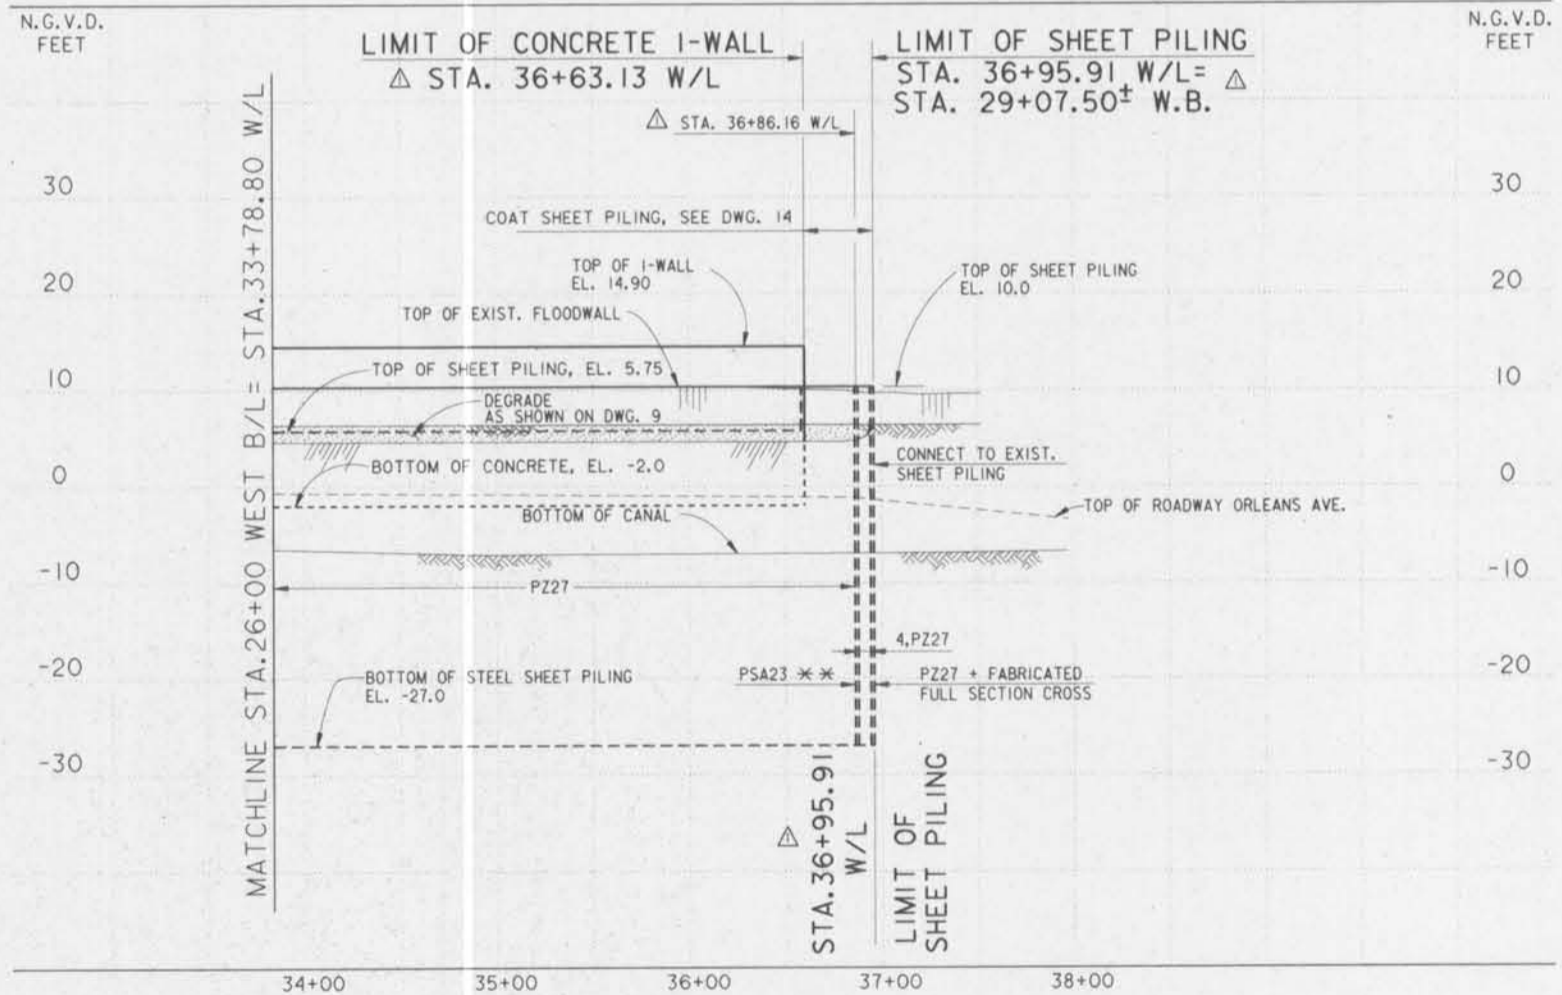 N.G.V.D.
FEET
N.G.V.D.
FEET
LIMIT OF CONCRETE I-WALL
STA. 36+63.13 W/L
LIMIT OF SHEET PILING
STA. 36+95.91 W/L=
STA. 29+07.50± W.B.
STA. 36+86.16 W/L
30
30
COAT SHEET PILING, SEE DWG. 14
TOP OF I-WALL
EL. 14.90
TOP OF SHEET PILING
EL. 10.0
20
20
TOP OF EXIST. FLOODWALL
TOP OF SHEET PILING, EL. 5.75
10
10
DEGRADE
AS SHOWN ON DWG. 9
CONNECT TO EXIST.
SHEET PILING
BOTTOM OF CONCRETE, EL. -2.0
0
0
TOP OF ROADWAY ORLEANS AVE.
BOTTOM OF CANAL
-10
-10
PZ27
4,PZ27
-20
-20
BOTTOM OF STEEL SHEET PILING
EL. -27.0
PSA23 **
PZ27 + FABRICATED
FULL SECTION CROSS
-30
-30
MATCHLINE STA.26+00 WEST B/L= STA.33+78.80 W/L
STA.36+95.91
W/L
LIMIT OF
SHEET PILING
34+00
35+00
36+00
37+00
38+00